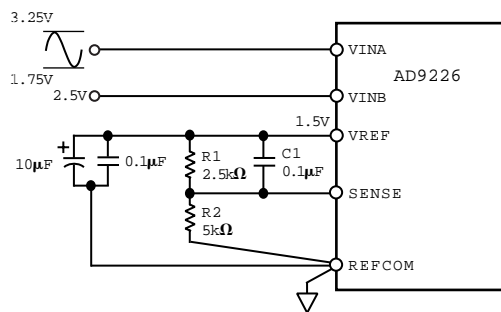 3.25V
VINA
AD9226
1.75V
2.5V
VINB
1.5V
VREF
10µF
0.1µF
R1
2.5kΩ
C1
0.1µF
SENSE
R2
5kΩ
REFCOM